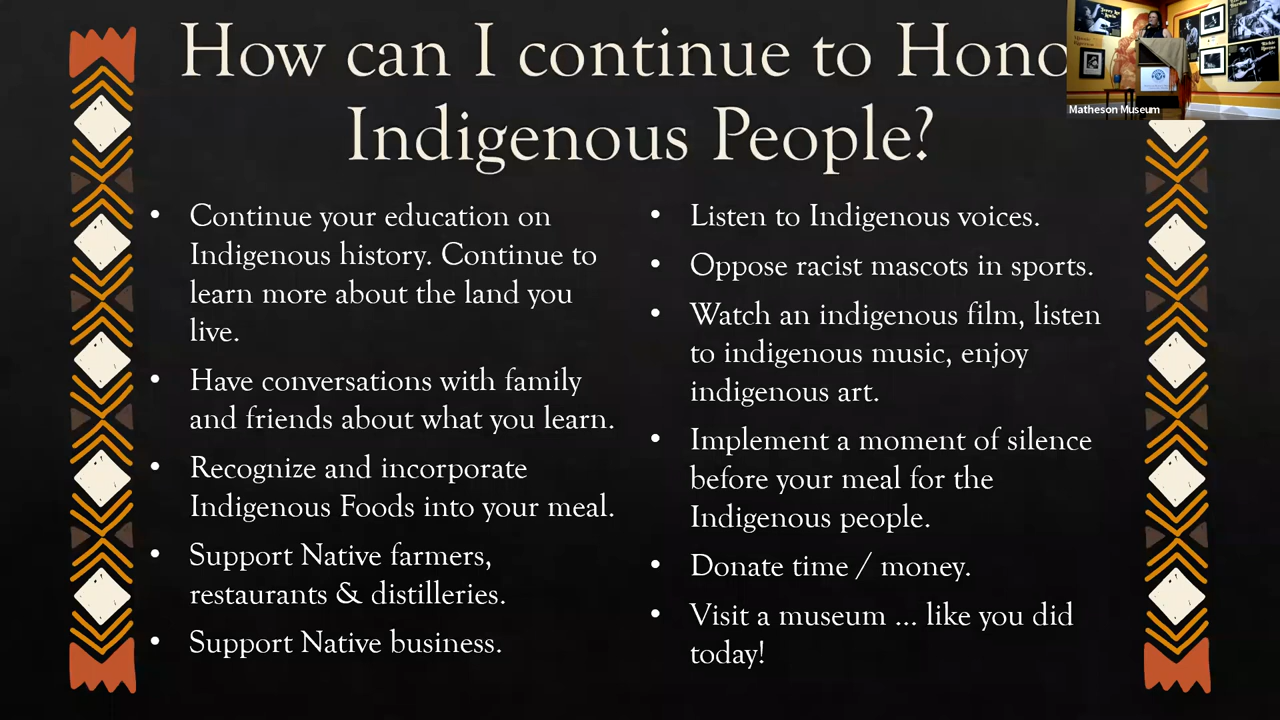 How can I continue to Hono
Indigenous People?
Matheson Museum
• Continue your education on
Indigenous history. Continue to
learn more about the land you
live.
• Have conversations with family
and friends about what you learn.
• Recognize and incorporate
Indigenous Foods into your meal.
• Support Native farmers,
restaurants & distilleries.
• Support Native business.
• Listen to Indigenous voices.
• Oppose racist mascots in sports.
• Watch an indigenous film, listen
to indigenous music, enjoy
indigenous art.
• Implement a moment of silence
before your meal for the
Indigenous people.
• Donate time / money.
• Visit a museum ... like you did
today!